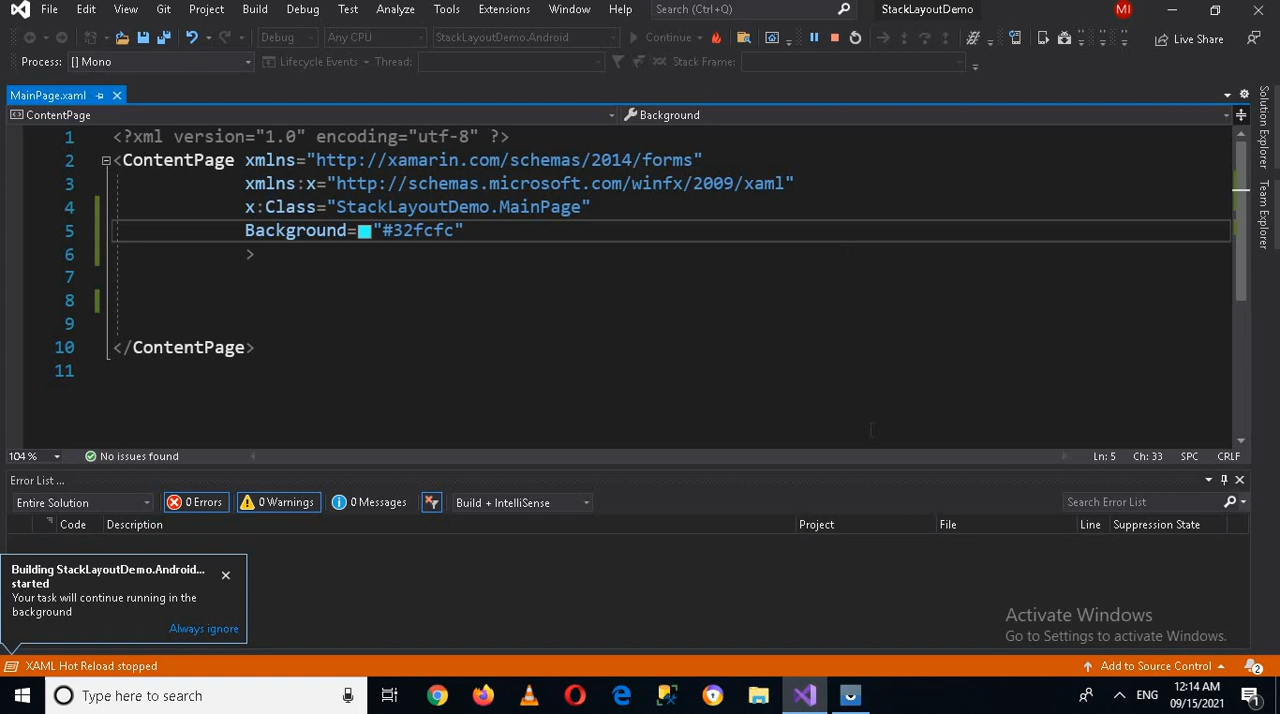 File Edit View Git Project Build Debug Test Analyze Tools Extensions Window Help Search (Ctrl+Q) StackLayoutDemo MI
Debug Any CPU StackLayoutDemo.Android Continue Live Share
Process: [] Mono Lifecycle Events Thread: Stack Frame:
MainPage.xaml
ContentPage Background
1 <?xml version="1.0" encoding="utf-8" ?>
2 <ContentPage xmlns="http://xamarin.com/schemas/2014/forms"
3 xmlns:x="http://schemas.microsoft.com/winfx/2009/xaml"
4 x:Class="StackLayoutDemo.MainPage"
5 Background="#32fcfc"
6 >
7
8
9
10 </ContentPage>
11
Solution Explorer
Team Explorer
104 % No issues found Ln: 5 Ch: 33 SPC CRLF
Error List ...
Entire Solution 0 Errors 0 Warnings 0 Messages Build + IntelliSense Search Error List
Code Description Project File Line Suppression State
Building StackLayoutDemo.Android...
started
Your task will continue running in the
background
Always ignore
Activate Windows
Go to Settings to activate Windows.
XAML Hot Reload stopped Add to Source Control 2
Type here to search ENG 12:14 AM
09/15/2021 1